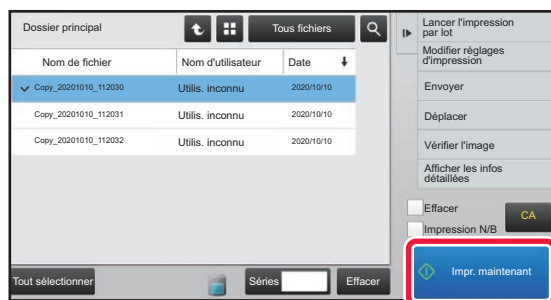 Dossier principal
Tous fichiers
Nom de fichier
Nom d'utilisateur
Date
Copy_20201010_112030
Utilis. inconnu
2020/10/10
Copy_20201010_112031
Utilis. inconnu
2020/10/10
Copy_20201010_112032
Utilis. inconnu
2020/10/10
Tout sélectionner
Séries
Effacer
Lancer l'impression
par lot
Modifier réglages
d'impression
Envoyer
Déplacer
Vérifier l'image
Afficher les infos
détaillées
Effacer
Impression N/B
CA
Impr. maintenant